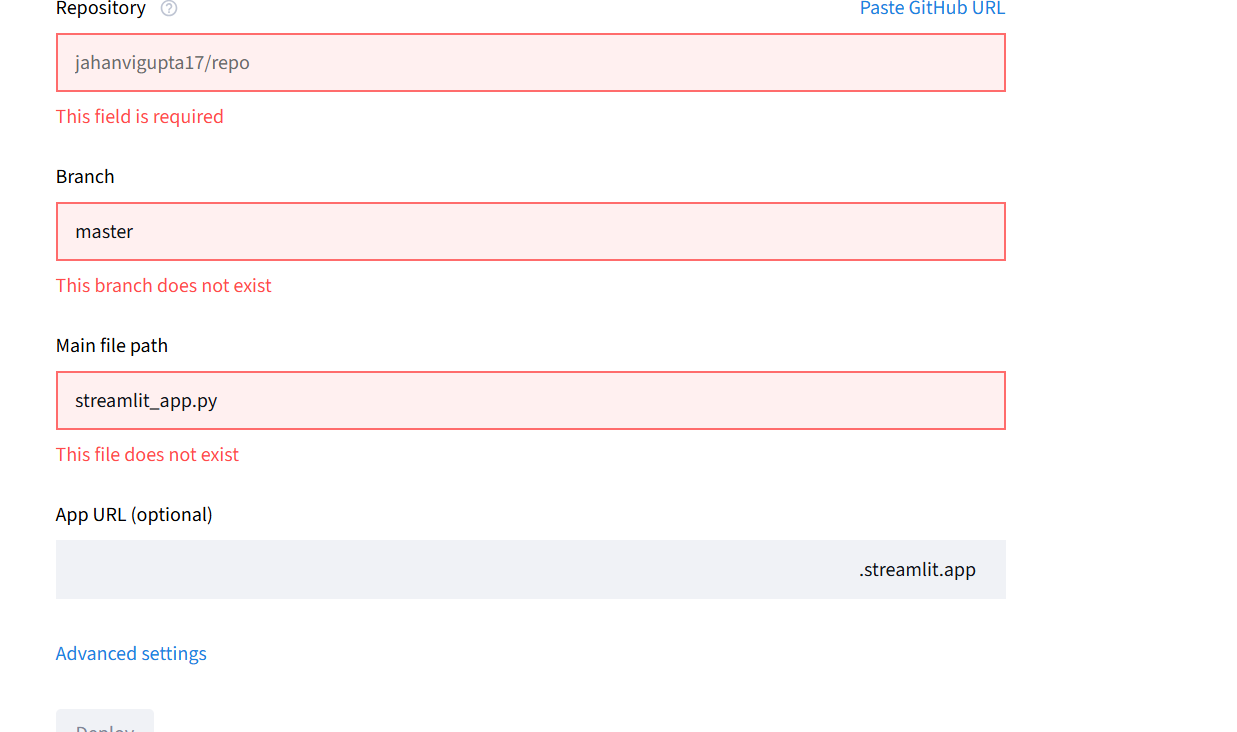 Repository ?
Paste GitHub URL
jahanvigupta17/repo
This field is required
Branch
master
This branch does not exist
Main file path
streamlit_app.py
This file does not exist
App URL (optional)
.streamlit.app
Advanced settings
Deploy